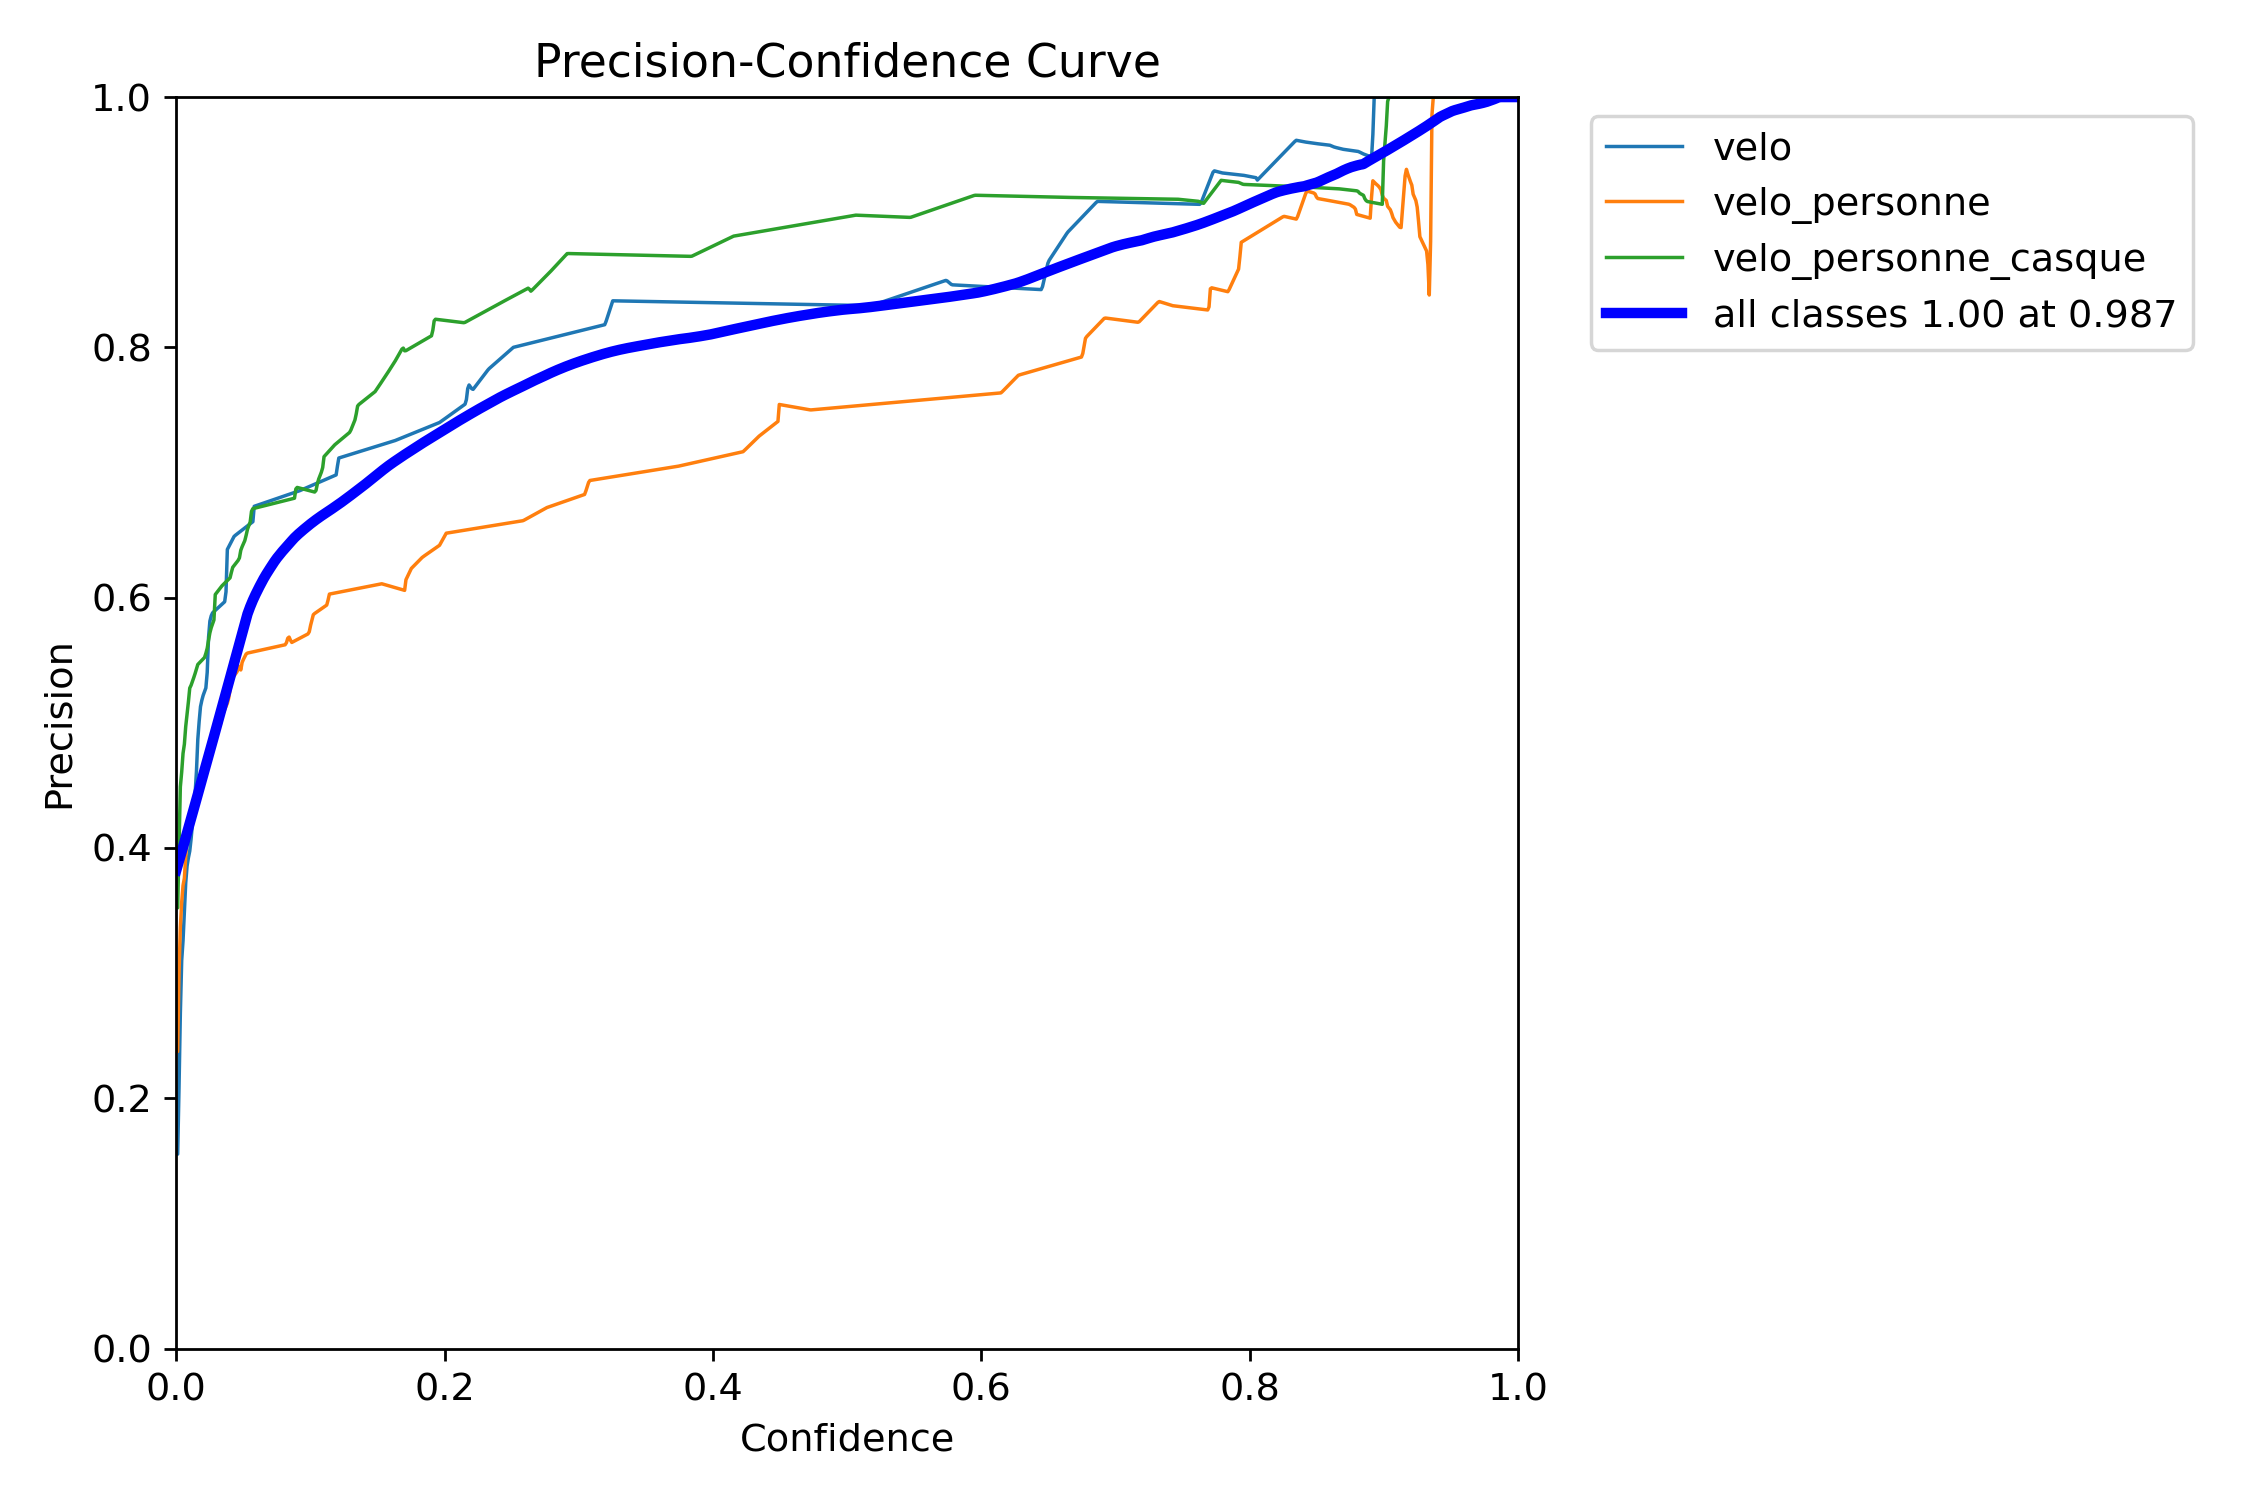 Precision-Confidence Curve
1.0
0.8
0.6
0.4
0.2
0.0
Precision
0.0 0.2 0.4 0.6 0.8 1.0
Confidence
velo
velo_personne
velo_personne_casque
all classes 1.00 at 0.987